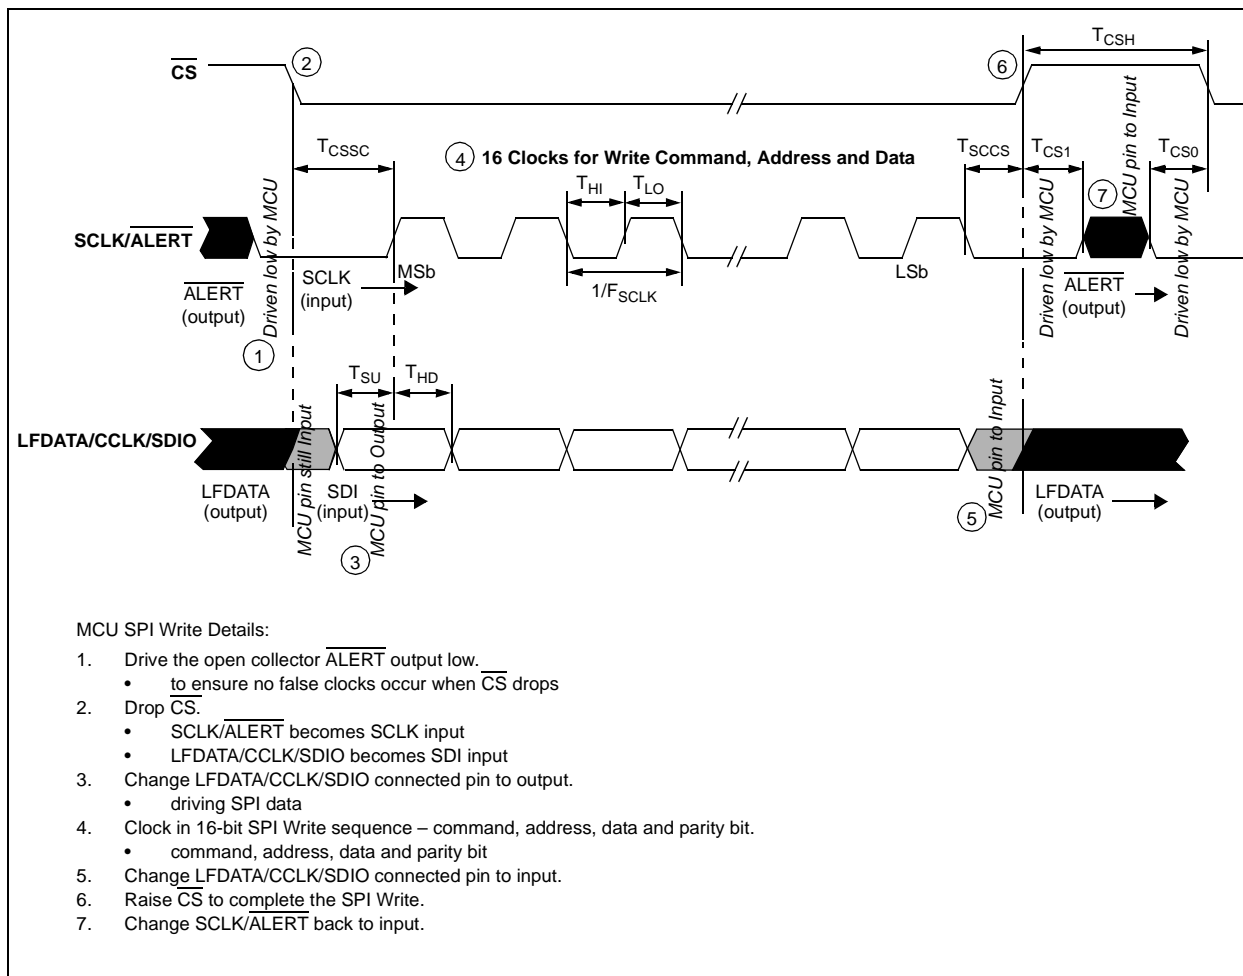 TCSH
CS
2
6
TCSSC
4 16 Clocks for Write Command, Address and Data
TSCCS
TCS1
MCU pin to Input
TCS0
THI
TLO
7
SCLK/ALERT
Driven low by MCU
SCLK
(input)
MSb
1/FSCLK
LSb
Driven low by MCU
Driven low by MCU
ALERT
(output)
ALERT
(output)
1
TSU
THD
LFDATA/CCLK/SDIO
MCU pin still Input
MCU pin to Output
MCU pin to Input
LFDATA
(output)
SDI
(input)
3
5
LFDATA
(output)
MCU SPI Write Details:
1. Drive the open collector ALERT output low.
• to ensure no false clocks occur when CS drops
2. Drop CS.
• SCLK/ALERT becomes SCLK input
• LFDATA/CCLK/SDIO becomes SDI input
3. Change LFDATA/CCLK/SDIO connected pin to output.
• driving SPI data
4. Clock in 16-bit SPI Write sequence – command, address, data and parity bit.
• command, address, data and parity bit
5. Change LFDATA/CCLK/SDIO connected pin to input.
6. Raise CS to complete the SPI Write.
7. Change SCLK/ALERT back to input.